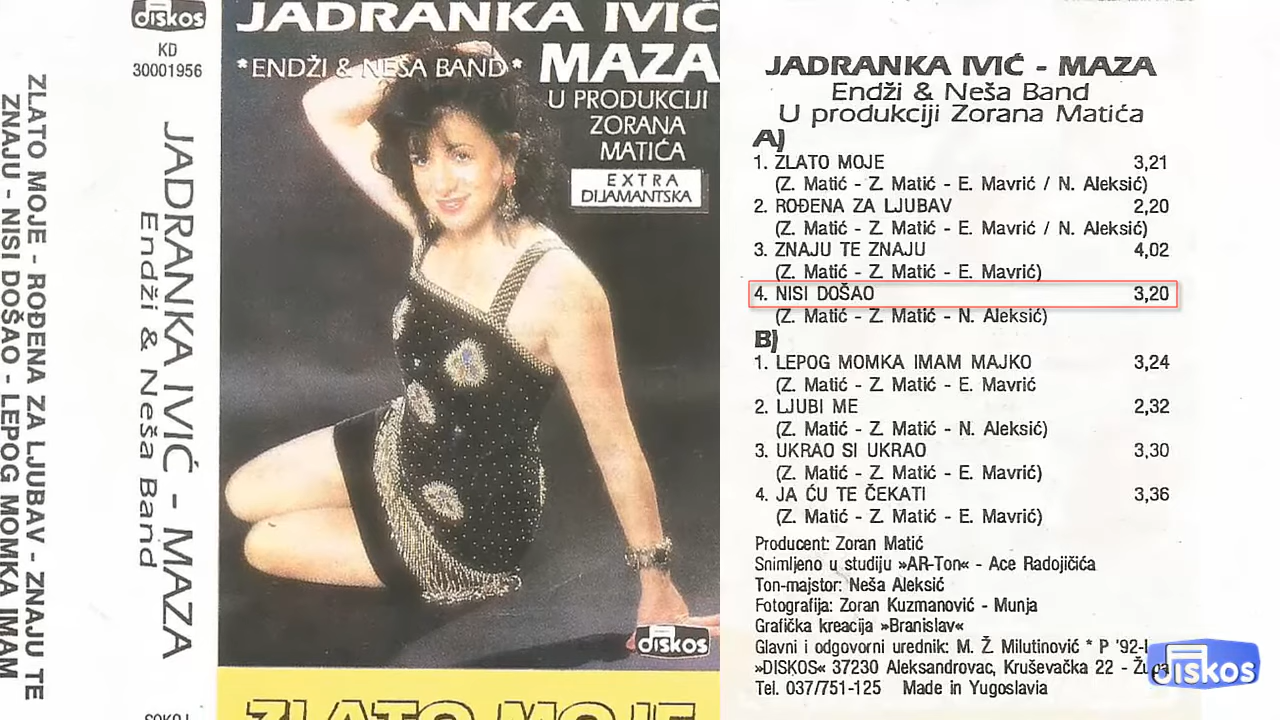 ZLATO MOJE - ROĐENA ZA LJUBAV - ZNAJU TE
ZNAJU - NISI DOŠAO - LEPOG MOMKA IMAM
diskos
KD
30001956
JADRANKA IVIĆ - MAZA
Endži & Neša Band
JADRANKA IVIĆ
*ENDŽI & NEŠA BAND* MAZA
U PRODUKCIJI
ZORANA
MATIĆA
EXTRA
DIJAMANTSKA
diskos
ZLATO MOJE
JADRANKA IVIĆ - MAZA
Endži & Neša Band
U produkciji Zorana Matića
A)
1. ZLATO MOJE 3,21
(Z. Matić - Z. Matić - E. Mavrić / N. Aleksić)
2. ROĐENA ZA LJUBAV 2,20
(Z. Matić - Z. Matić - E. Mavrić / N. Aleksić)
3. ZNAJU TE ZNAJU 4,02
(Z. Matić - Z. Matić - E. Mavrić)
4. NISI DOŠAO 3,20
(Z. Matić - Z. Matić - N. Aleksić)
B)
1. LEPOG MOMKA IMAM MAJKO 3,24
(Z. Matić - Z. Matić - E. Mavrić
2. LJUBI ME 2,32
(Z. Matić - Z. Matić - N. Aleksić)
3. UKRAO SI UKRAO 3,30
(Z. Matić - Z. Matić - E. Mavrić)
4. JA ĆU TE ČEKATI 3,36
(Z. Matić - Z. Matić - E. Mavrić)
Producent: Zoran Matić
Snimljeno u studiju »AR-Ton« - Ace Radojičića
Ton-majstor: Neša Aleksić
Fotografija: Zoran Kuzmanović - Munja
Grafička kreacija »Branislav«
Glavni i odgovorni urednik: M. Ž. Milutinović * P '92-I
»DISKOS« 37230 Aleksandrovac, Kruševačka 22 - Župa
Tel. 037/751-125 Made in Yugoslavia
diskos